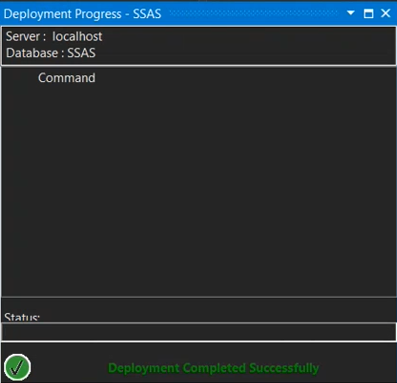 Deployment Progress - SSAS
Server : localhost
Database : SSAS
Command
Status:
Deployment Completed Successfully